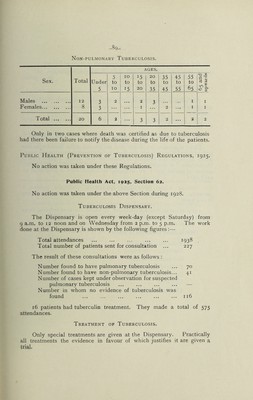 NON-PULMONARY TUBERCULOSIS.
AGED.
Sex. Total Under 5 5 to 10 10 to 15 15 to 20 20 to 35 35 to 45 45 to 55 55 to 65 65 and upwards
Males ... ... 12 3 2 ... 2 3 ... ... 1 1
Females... ... 8 3 ... ... 1 ... 2 ... 1 1
Total ... ... 20 6 2 ... 3 3 2 ... 2 2
Only in two cases where death was certified as due to tuberculosis
had there been failure to notify the disease during the life of the patients.
PUBLIC HEALTH (PREVENTION OF TUBERCULOSIS) REGULATIONS, 1925.
No action was taken under these Regulations.
Public Health Act, 1925, Section 62.
No action was taken under the above Section during 1926.
TUBERCULOSIS DISPENSARY.
The Dispensary is open every week-day (except Saturday) from
9 a.m. to 12 noon and on Wednesday from 2 p.m. to 5 p.m. The work
done at the Dispensary is shown by the following figures :—
Total attendances ... ... ... ... ... 1938
Total number of patients sent for consultation ... 227
The result of these consultations were as follows :
Number found to have pulmonary tuberculosis ... 70
Number found to have non-pulmonary tuberculosis... 41
Number of cases kept under observation for suspected
pulmonary tuberculosis ... ... ... ... —
Number in whom no evidence of tuberculosis was
found ... ... ... ... ... 116
16 patients had tuberculin treatment. They made a total of 373
attendances.
TREATMENT OF TUBERCULOSIS.
Only special treatments are given at the Dispensary. Practically
all treatments the evidence in favour of which justifies it are given a
trial.